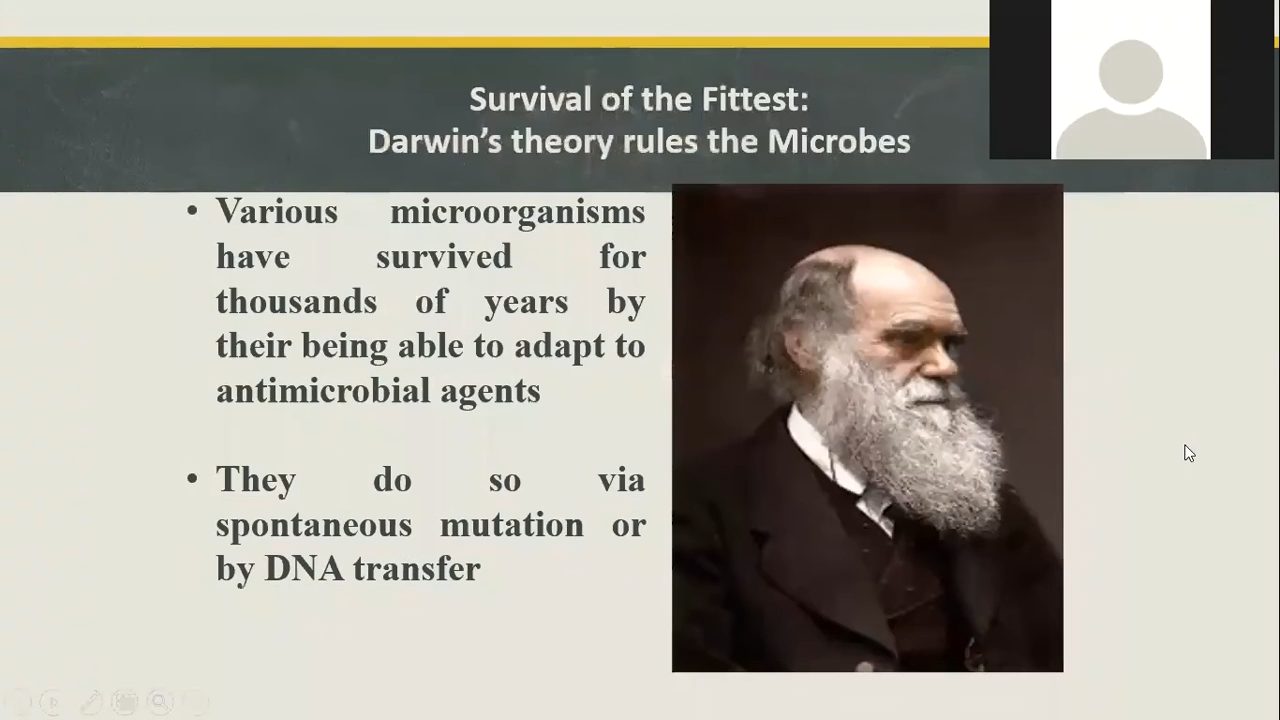 Survival of the Fittest:
Darwin's theory rules the Microbes
• Various microorganisms
have survived for
thousands of years by
their being able to adapt to
antimicrobial agents
• They do so via
spontaneous mutation or
by DNA transfer